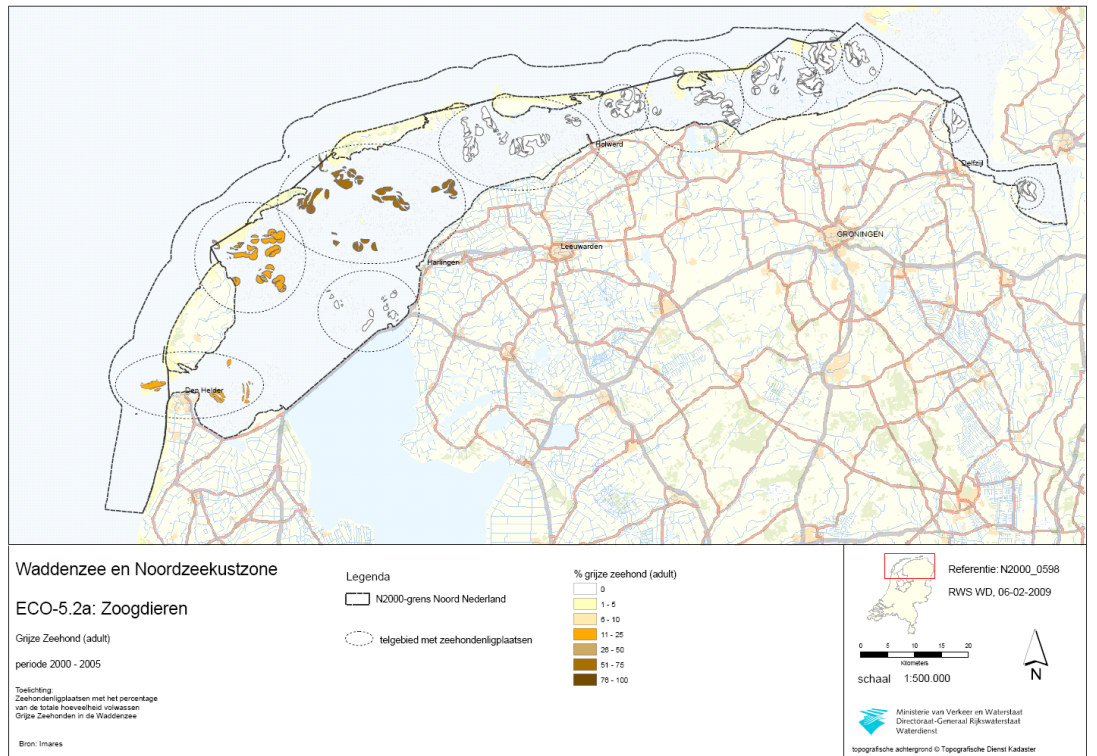 Holwerd
Delfzijl
GRONINGEN
Leeuwarden
Harlingen
Den Helder
Waddenzee en Noordzeekustzone
ECO-5.2a: Zoogdieren
Grijze Zeehond (adult)
periode 2000 - 2005
Toelichting:
Zeehondenligplaatsen met het percentage
van de totale hoeveelheid volwassen
Grijze Zeehonden in de Waddenzee
Bron: Imares
Legenda
N2000-grens Noord Nederland
telgebied met zeehondenligplaatsen
% grijze zeehond (adult)
0
1 - 5
6 - 10
11 - 25
26 - 50
51 - 75
76 - 100
Referentie: N2000_0598
RWS WD, 06-02-2009
0 5 10 15 20
Kilometers
schaal 1:500.000
N
Ministerie van Verkeer en Waterstaat
Directoraat-Generaal Rijkswaterstaat
Waterdienst
topografische achtergrond © Topografische Dienst Kadaster